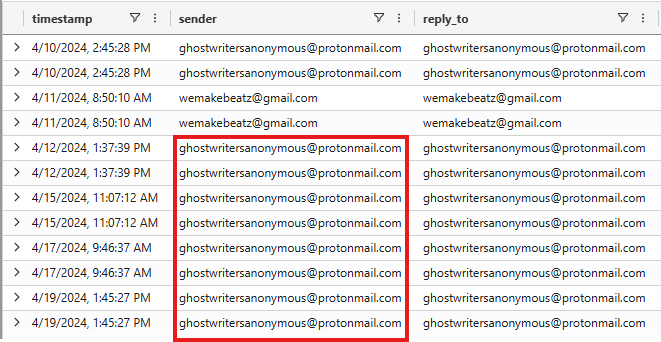 timestamp sender reply_to
4/10/2024, 2:45:28 PM ghostwritersanonymous@protonmail.com ghostwritersanonymous@protonmail.com
4/10/2024, 2:45:28 PM ghostwritersanonymous@protonmail.com ghostwritersanonymous@protonmail.com
4/11/2024, 8:50:10 AM wemakebeatz@gmail.com wemakebeatz@gmail.com
4/11/2024, 8:50:10 AM wemakebeatz@gmail.com wemakebeatz@gmail.com
4/12/2024, 1:37:39 PM ghostwritersanonymous@protonmail.com ghostwritersanonymous@protonmail.com
4/12/2024, 1:37:39 PM ghostwritersanonymous@protonmail.com ghostwritersanonymous@protonmail.com
4/15/2024, 11:07:12 AM ghostwritersanonymous@protonmail.com ghostwritersanonymous@protonmail.com
4/15/2024, 11:07:12 AM ghostwritersanonymous@protonmail.com ghostwritersanonymous@protonmail.com
4/17/2024, 9:46:37 AM ghostwritersanonymous@protonmail.com ghostwritersanonymous@protonmail.com
4/17/2024, 9:46:37 AM ghostwritersanonymous@protonmail.com ghostwritersanonymous@protonmail.com
4/19/2024, 1:45:27 PM ghostwritersanonymous@protonmail.com ghostwritersanonymous@protonmail.com
4/19/2024, 1:45:27 PM ghostwritersanonymous@protonmail.com ghostwritersanonymous@protonmail.com